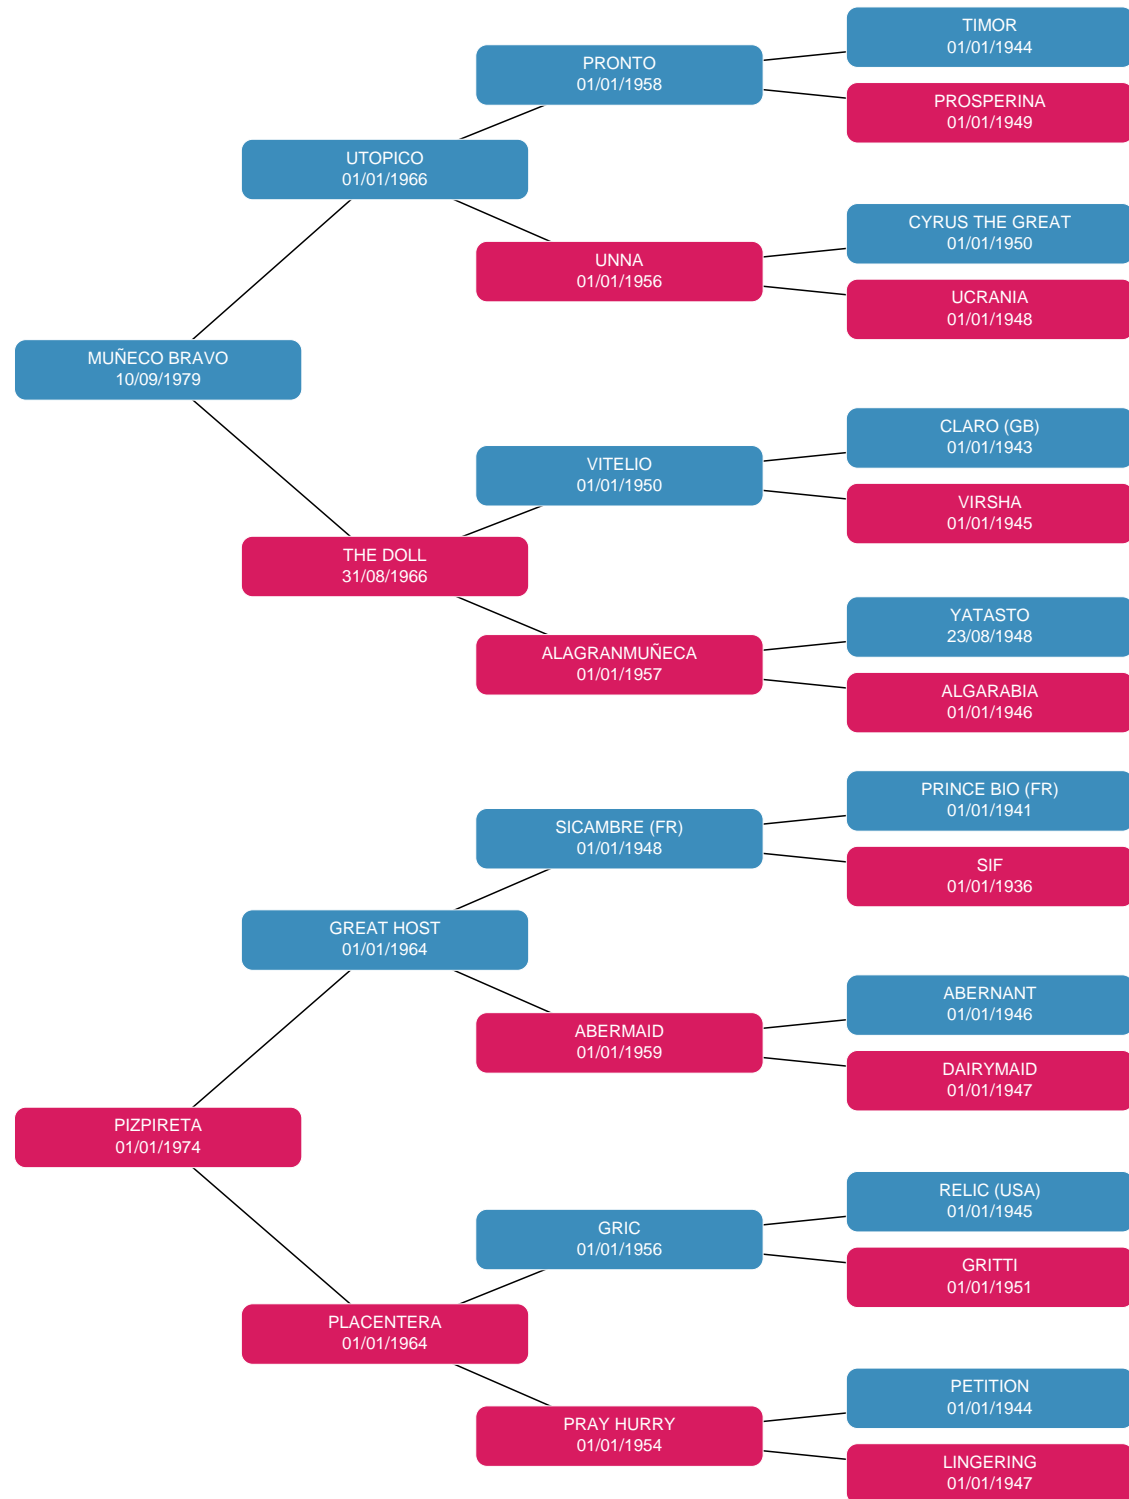 TIMOR
01/01/1944
PRONTO
01/01/1958
PROSPERINA
01/01/1949
UTOPICO
01/01/1966
CYRUS THE GREAT
01/01/1950
UNNA
01/01/1956
UCRANIA
01/01/1948
MUÑECO BRAVO
10/09/1979
CLARO (GB)
01/01/1943
VITELIO
01/01/1950
VIRSHA
01/01/1945
THE DOLL
31/08/1966
YATASTO
23/08/1948
ALAGRANMUÑECA
01/01/1957
ALGARABIA
01/01/1946
PRINCE BIO (FR)
01/01/1941
SICAMBRE (FR)
01/01/1948
SIF
01/01/1936
GREAT HOST
01/01/1964
ABERNANT
01/01/1946
ABERMAID
01/01/1959
DAIRYMAID
01/01/1947
PIZPIRETA
01/01/1974
RELIC (USA)
01/01/1945
GRIC
01/01/1956
GRITTI
01/01/1951
PLACENTERA
01/01/1964
PETITION
01/01/1944
PRAY HURRY
01/01/1954
LINGERING
01/01/1947